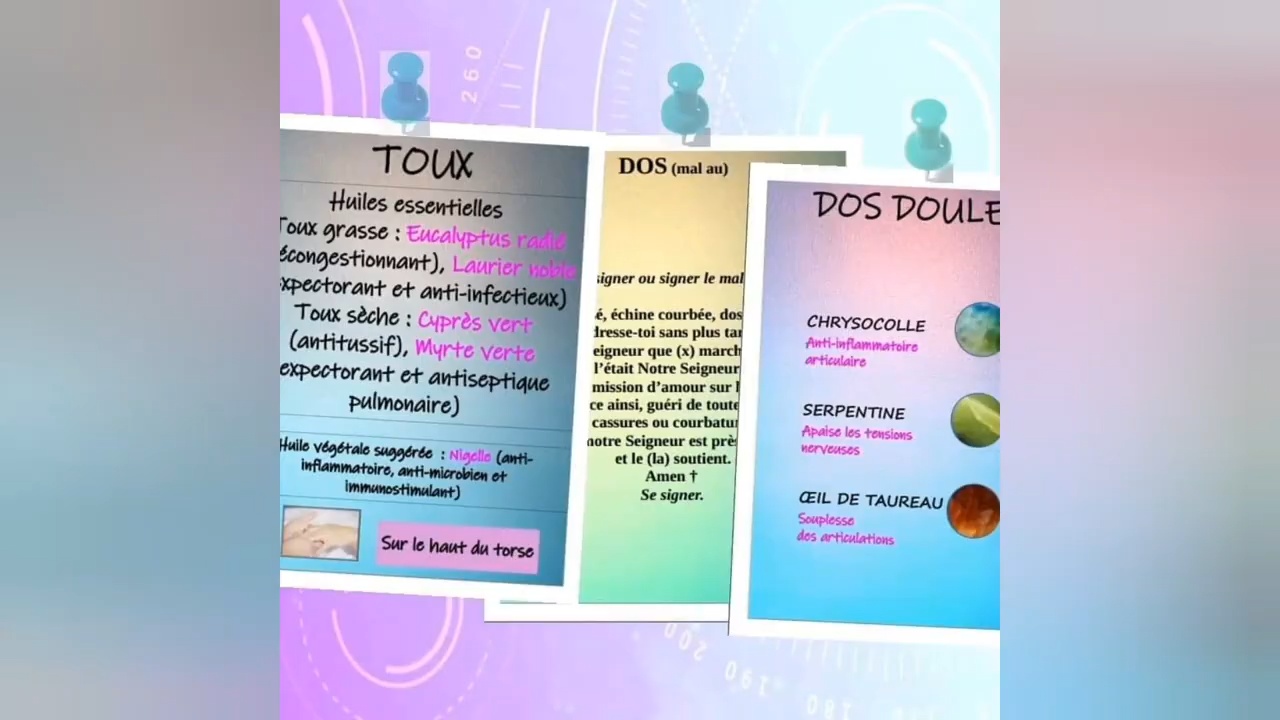 260
TOUX
Huiles essentielles
Toux grasse : Eucalyptus radié
écongestionnant), Laurier noble
expectorant et anti-infectieux)
Toux sèche : Cyprès vert
(antitussif), Myrte verte
expectorant et antiseptique
pulmonaire)
Huile végétale suggérée : Nigelle (anti-
inflammatoire, anti-microbien et
immunostimulant)
Sur le haut du torse
DOS (mal au)
signer ou signer le mal
é, échine courbée, dos
dresse-toi sans plus tar
eigneur que (x) march
l'était Notre Seigneur
mission d'amour sur
ce ainsi, guéri de toute
cassures ou courbatu
notre Seigneur est prè
et le (la) soutient.
Amen †
Se signer.
DOS DOULE
CHRYSOCOLLE
Anti-inflammatoire
articulaire
SERPENTINE
Apaise les tensions
nerveuses
ŒIL DE TAUREAU
Souplesse
des articulations
200
190
180